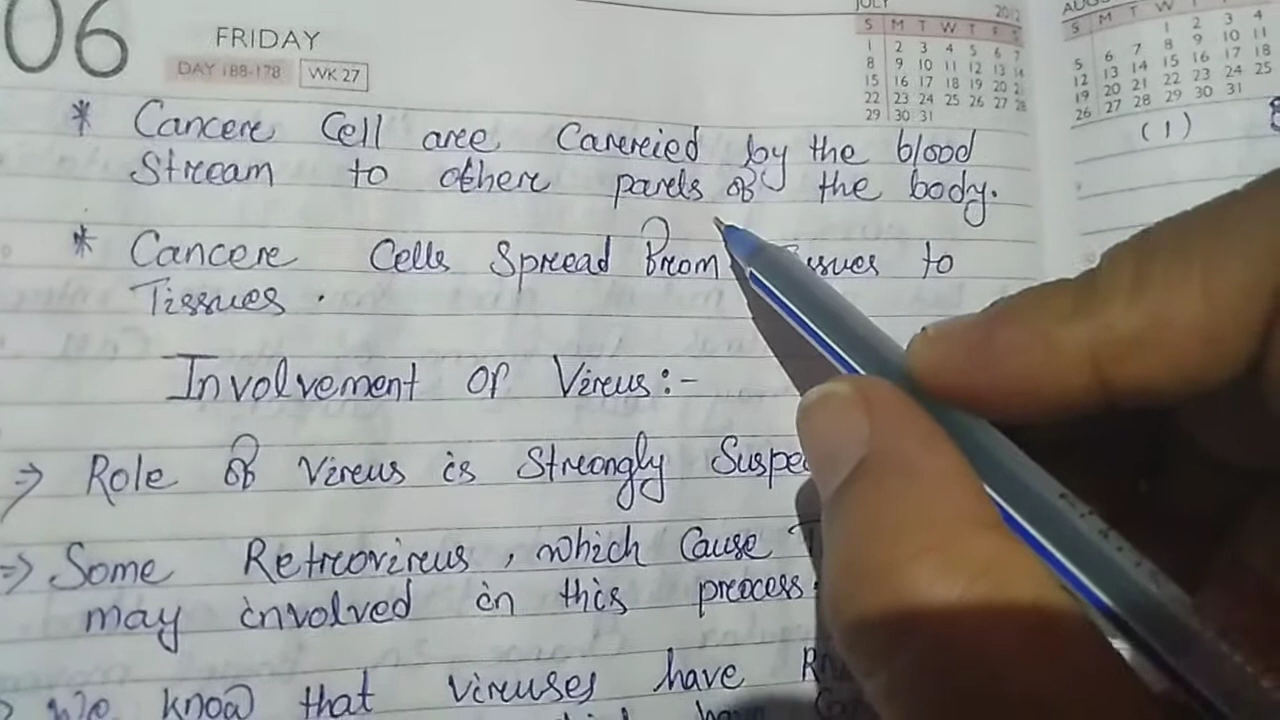 06
FRIDAY
DAY 188-178 WK 27
JULY 2012
S M T W T F S
1 2 3 4 5 6 7
8 9 10 11 12 13 14
15 16 17 18 19 20 21
22 23 24 25 26 27 28
29 30 31
S M T W
1 2 3 4
5 6 7 8 9 10 11
12 13 14 15 16 17 18
19 20 21 22 23 24 25
26 27 28 29 30 31
(1)
* Cancer Cell are Carried by the blood
Stream to other parts of the body.
* Cancer Cells Spread from to
Tissues.
Involvement of Virus:-
⇒ Role of Virus is Strongly
⇒ Some Retrovirus, which Cause
may involved in this process.
We know that viruses have